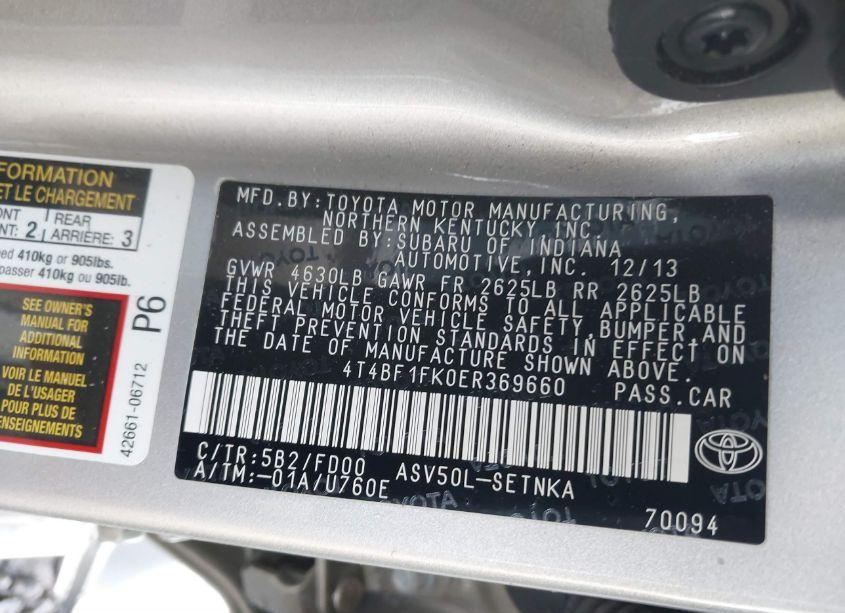 FORMATION
ET LE CHARGEMENT
REAR
2 ARRIÈRE: 3
410kg or 905lbs.
passer 410kg ou 905lb.
SEE OWNER'S
MANUAL FOR
ADDITIONAL
INFORMATION
VOIR LE MANUEL
DE L'USAGER
POUR PLUS DE
RENSEIGNEMENTS
P6
42661-06712
MFD.BY:TOYOTA MOTOR MANUFACTURING,
NORTHERN KENTUCKY, INC.
ASSEMBLED BY:SUBARU OF INDIANA
AUTOMOTIVE,INC. 12/13
GVWR 4630LB GAWR FR 2625LB RR 2625LB
THIS VEHICLE CONFORMS TO ALL APPLICABLE
FEDERAL MOTOR VEHICLE SAFETY,BUMPER,AND
THEFT PREVENTION STANDARDS IN EFFECT ON
THE DATE OF MANUFACTURE SHOWN ABOVE.
4T4BF1FK0ER369660 PASS.CAR
C/TR:5B2/FD00 ASV50L-SETNKA
A/TM:-01A/U760E
70094
TOYOTA